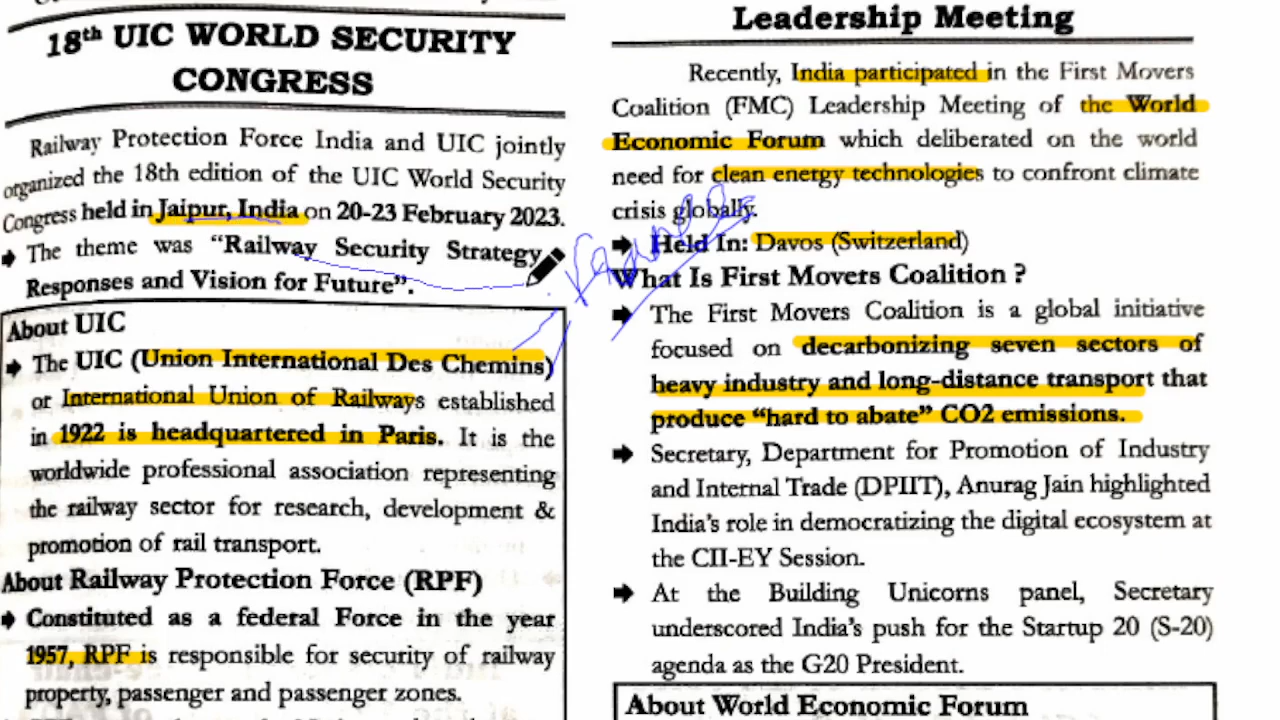 18th UIC WORLD SECURITY
CONGRESS
Railway Protection Force India and UIC jointly
organized the 18th edition of the UIC World Security
Congress held in Jaipur, India on 20-23 February 2023.
The theme was “Railway Security Strategy
Responses and Vision for Future”.
About UIC
The UIC (Union International Des Chemins)
or International Union of Railways established
in 1922 is headquartered in Paris. It is the
worldwide professional association representing
the railway sector for research, development &
promotion of rail transport.
About Railway Protection Force (RPF)
Constituted as a federal Force in the year
1957, RPF is responsible for security of railway
property, passenger and passenger zones.
Leadership Meeting
Recently, India participated in the First Movers
Coalition (FMC) Leadership Meeting of the World
Economic Forum which deliberated on the world
need for clean energy technologies to confront climate
crisis globally.
Held In: Davos (Switzerland)
What Is First Movers Coalition ?
The First Movers Coalition is a global initiative
focused on decarbonizing seven sectors of
heavy industry and long-distance transport that
produce “hard to abate” CO2 emissions.
Secretary, Department for Promotion of Industry
and Internal Trade (DPIIT), Anurag Jain highlighted
India’s role in democratizing the digital ecosystem at
the CII-EY Session.
At the Building Unicorns panel, Secretary
underscored India’s push for the Startup 20 (S-20)
agenda as the G20 President.
About World Economic Forum